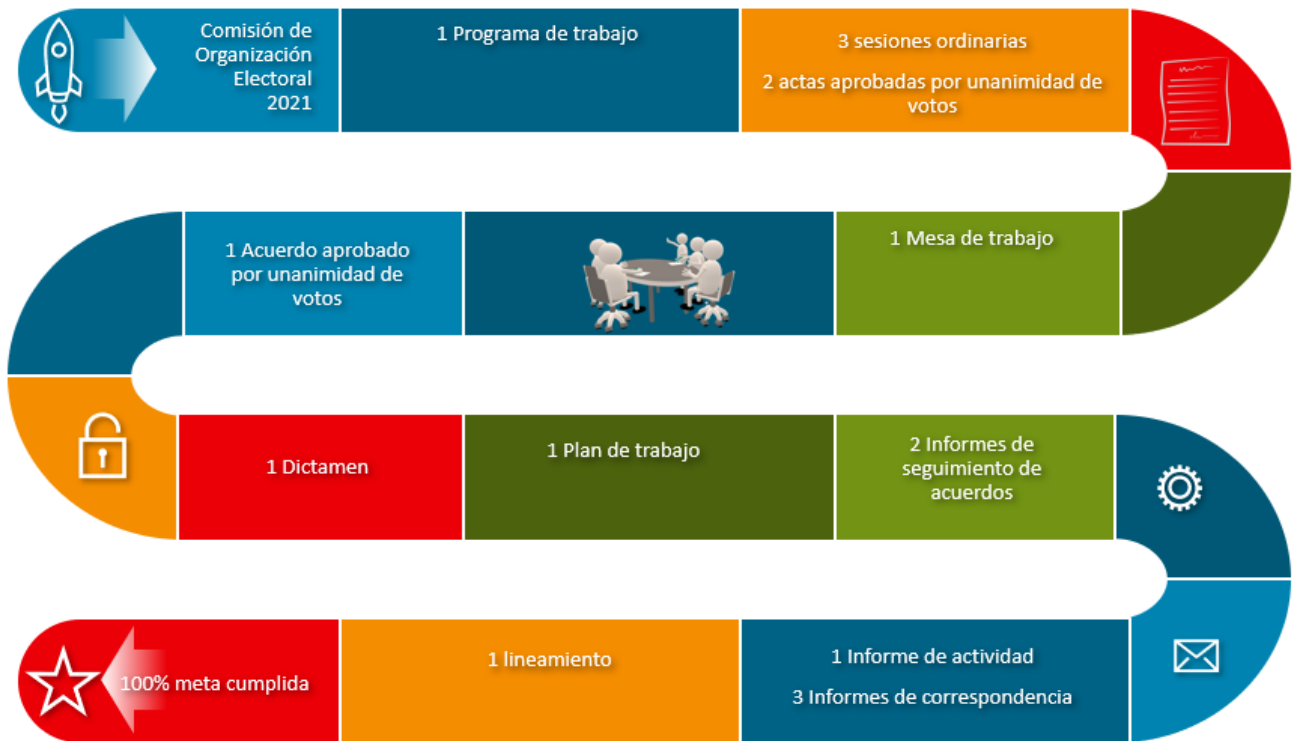 Comisión de
Organización
Electoral
2021
1 Programa de trabajo
3 sesiones ordinarias
2 actas aprobadas por unanimidad de
votos
1 Mesa de trabajo
1 Acuerdo aprobado
por unanimidad de
votos
1 Dictamen
1 Plan de trabajo
2 Informes de
seguimiento de
acuerdos
1 Informe de actividad
3 Informes de correspondencia
1 lineamiento
100% meta cumplida